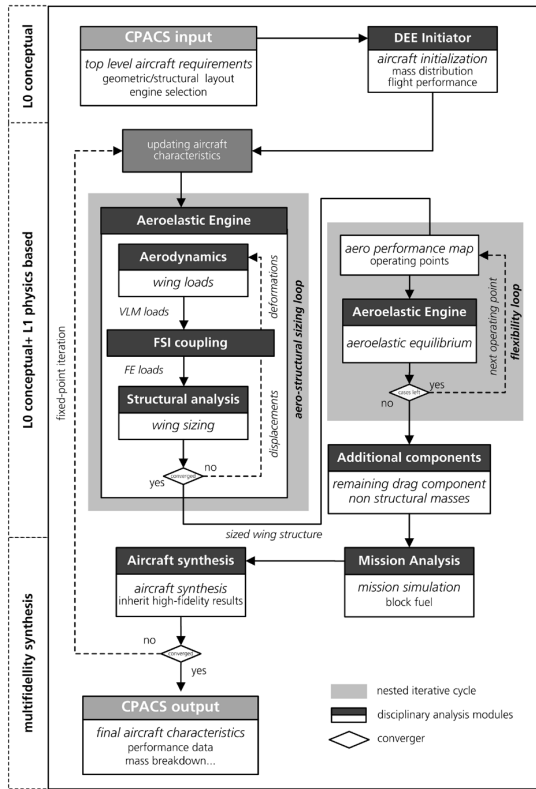 L0 conceptual
CPACS input
top level aircraft requirements
geometric/structural layout
engine selection
DEE Initiator
aircraft initialization
mass distribution
flight performance
L0 conceptual+ L1 physics based
updating aircraft
characteristics
fixed-point iteration
Aeroelastic Engine
Aerodynamics
wing loads
VLM loads
FSI coupling
FE loads
Structural analysis
wing sizing
converged
yes
no
deformations
displacements
aero-structural sizing loop
sized wing structure
aero performance map
operating points
Aeroelastic Engine
aeroelastic equilibrium
cases left
yes
no
next operating point
flexibility loop
Additional components
remaining drag component
non structural masses
multifidellity synthesis
Aircraft synthesis
aircraft synthesis
inherit high-fidelity results
Mission Analysis
mission simulation
block fuel
no
converged
yes
CPACS output
final aircraft characteristics
performance data
mass breakdown...
nested iterative cycle
disciplinary analysis modules
converger